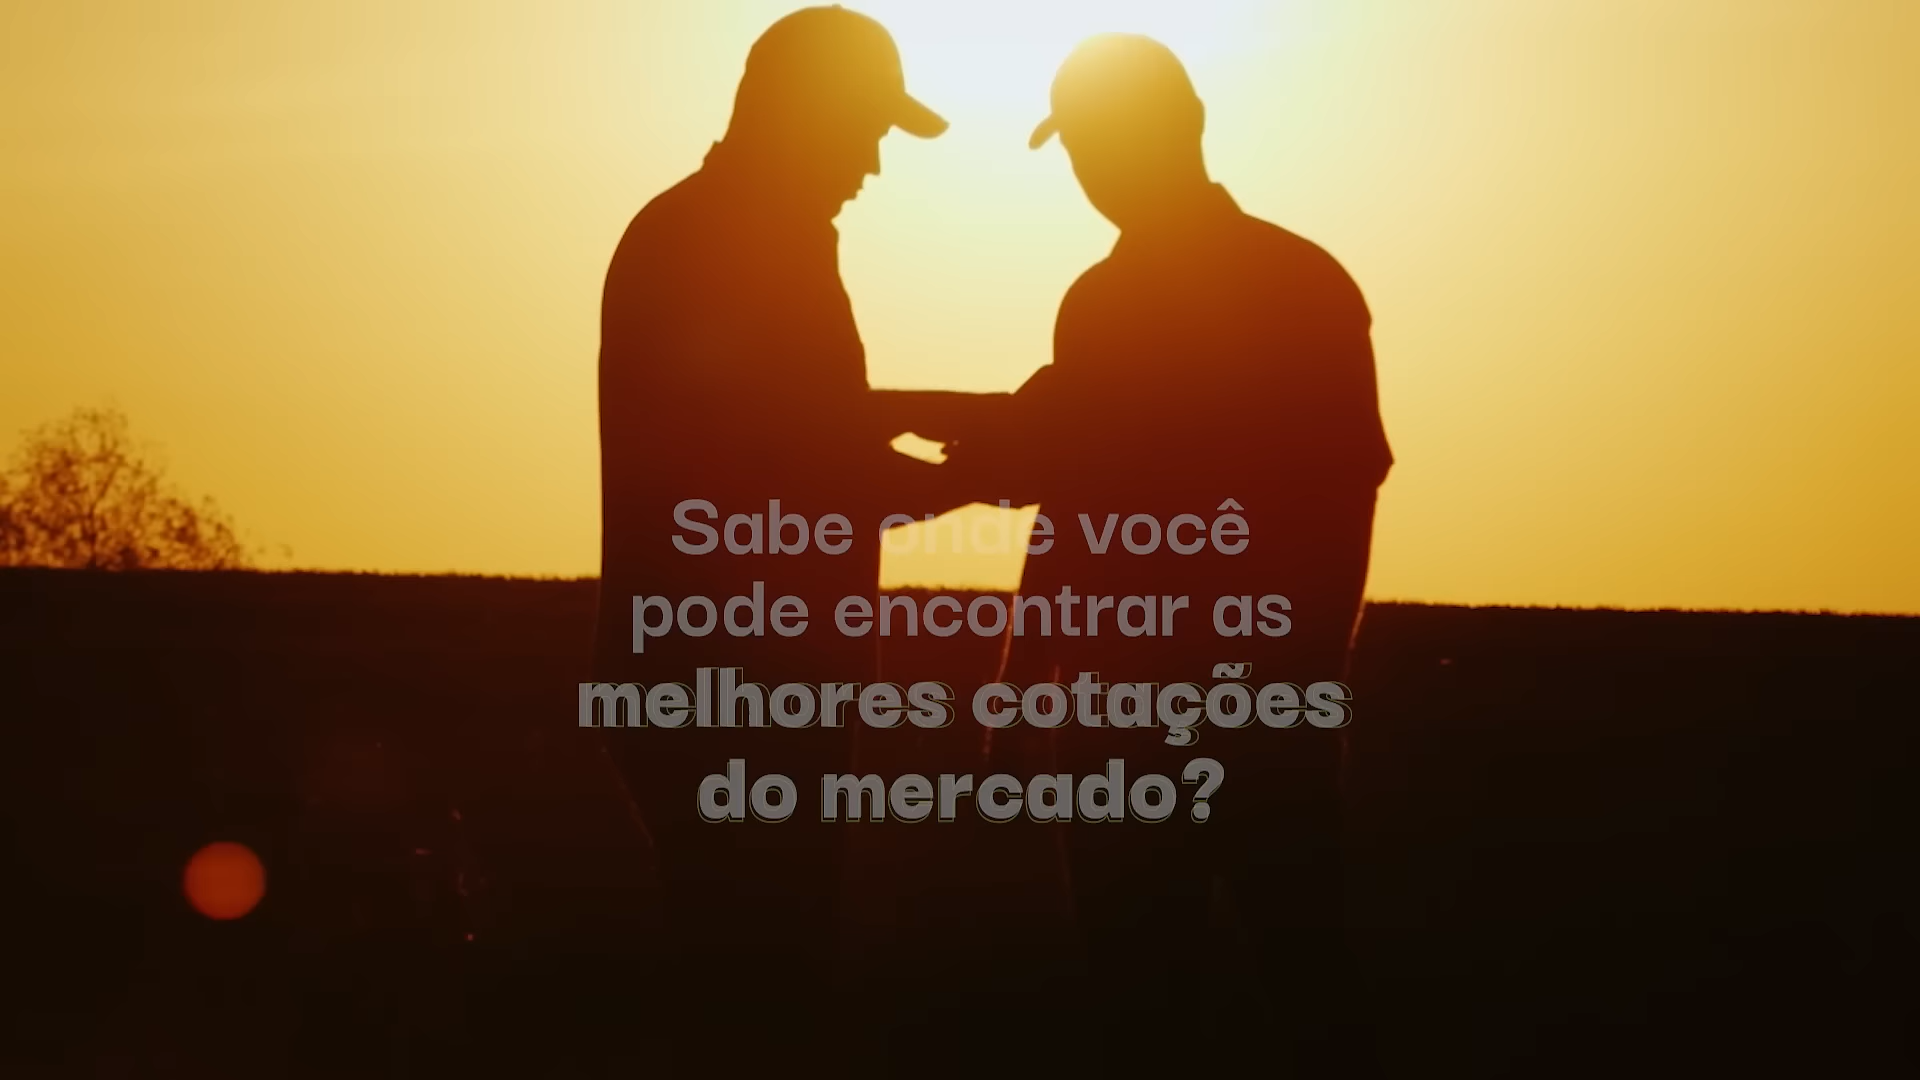 Sabe onde você
pode encontrar as
melhores cotações
do mercado?